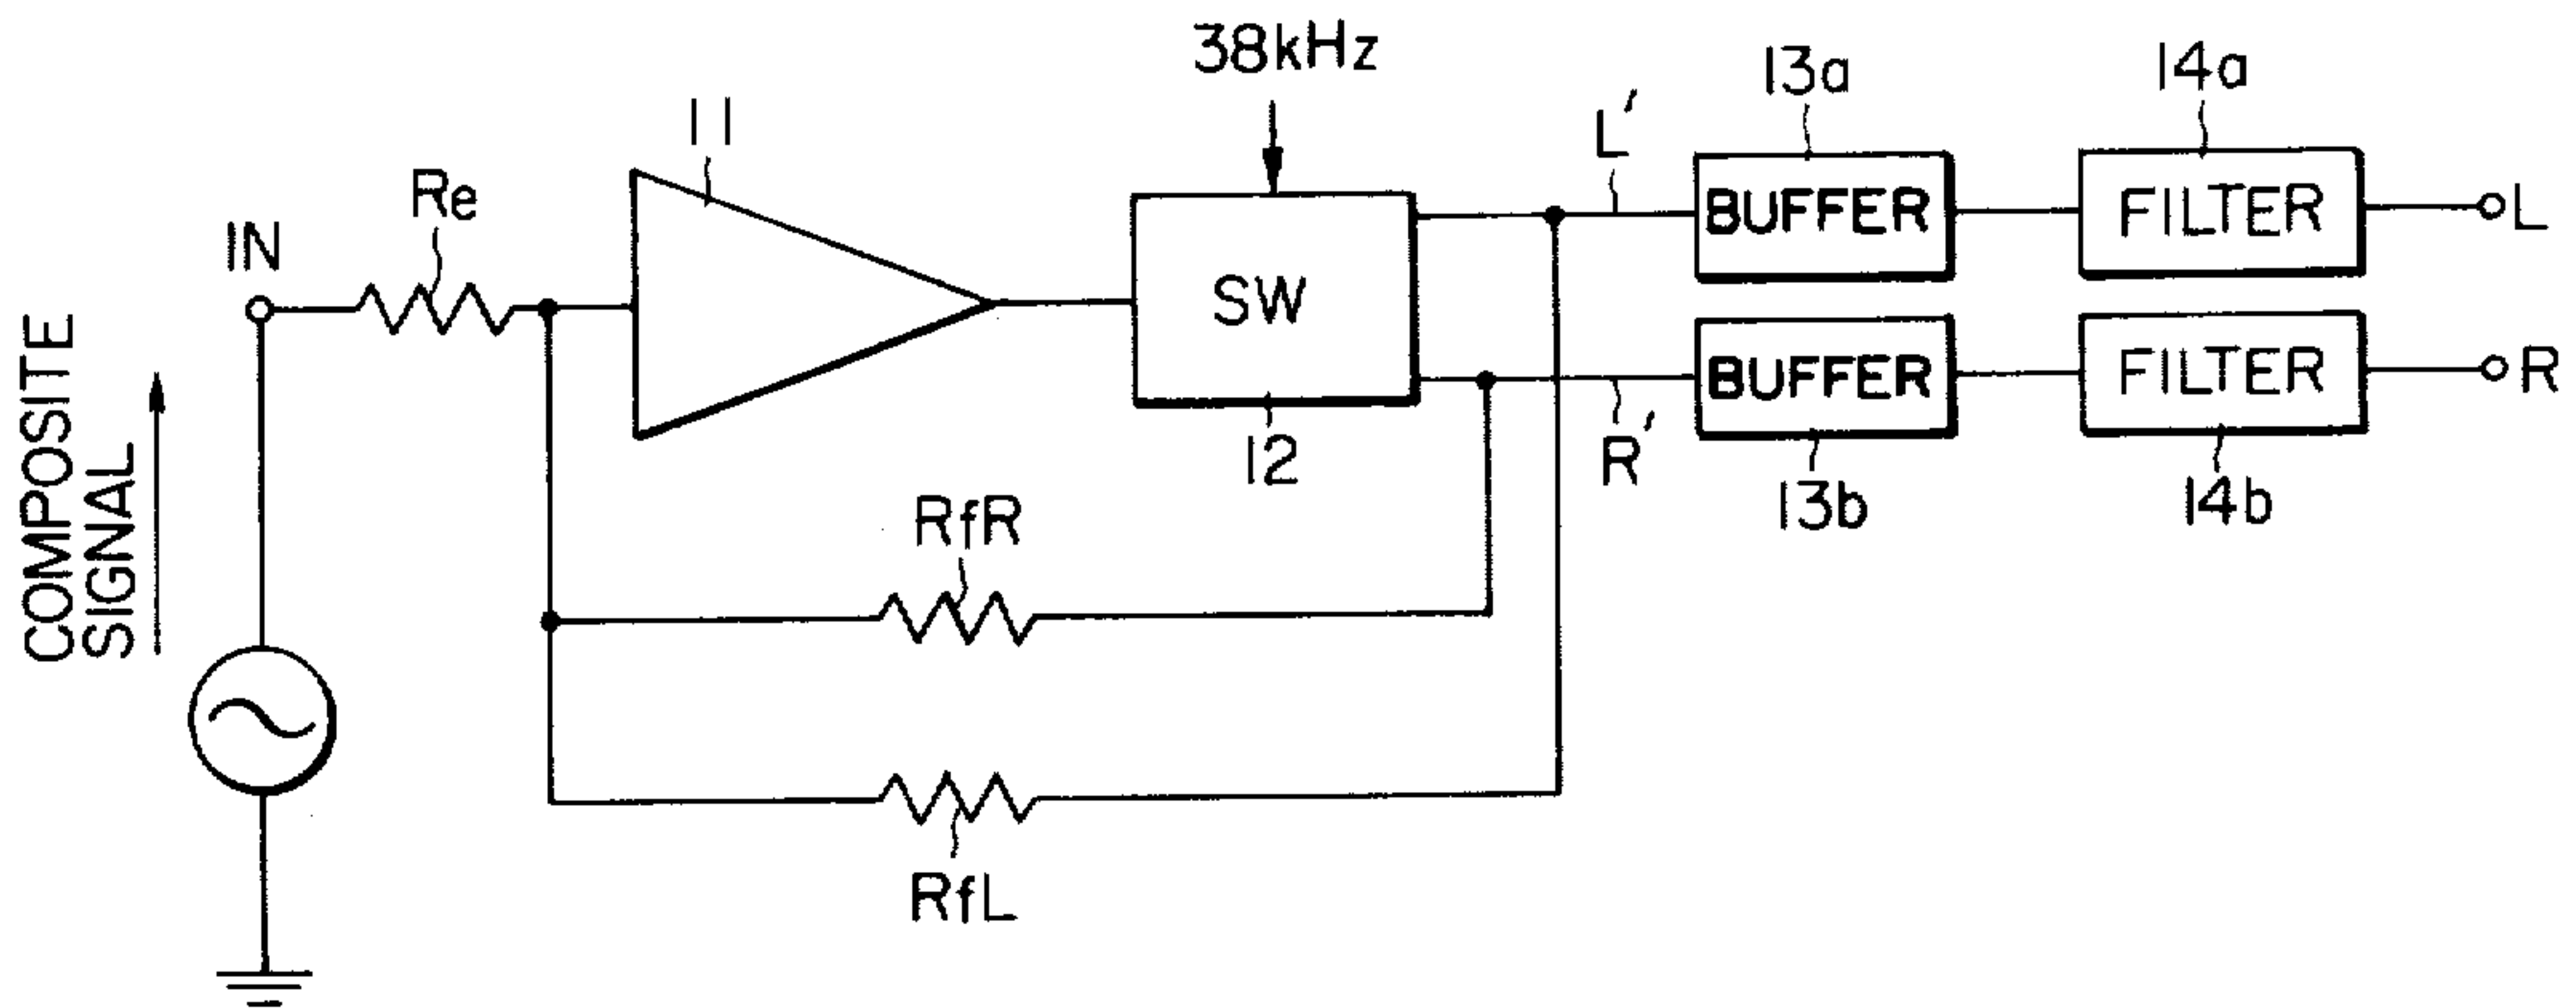 38kHz
13a
14a
11
L'
Re
IN
BUFFER
FILTER
L
SW
BUFFER
FILTER
R
COMPOSITE
SIGNAL
12
R'
13b
14b
RfR
RfL